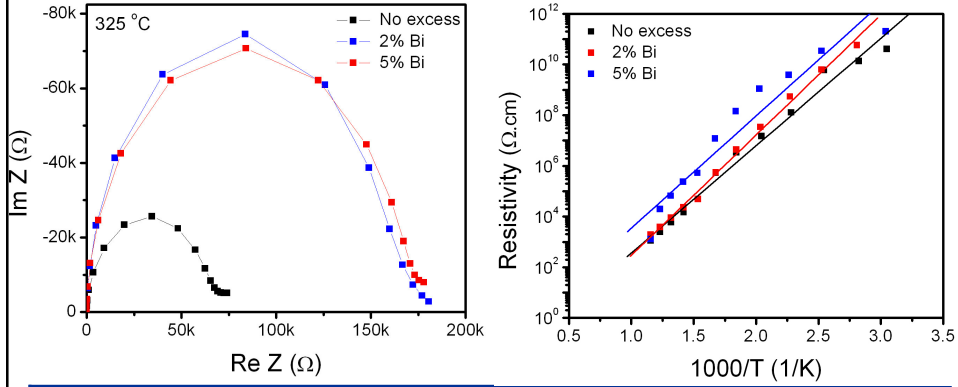 325 °C
No excess
2% Bi
5% Bi
-80k
-60k
-40k
-20k
0
0
50k
100k
150k
200k
Im Z (Ω)
Re Z (Ω)
No excess
2% Bi
5% Bi
10¹²
10¹⁰
10⁸
10⁶
10⁴
10²
10⁰
0.5
1.0
1.5
2.0
2.5
3.0
3.5
Resistivity (Ω.cm)
1000/T (1/K)